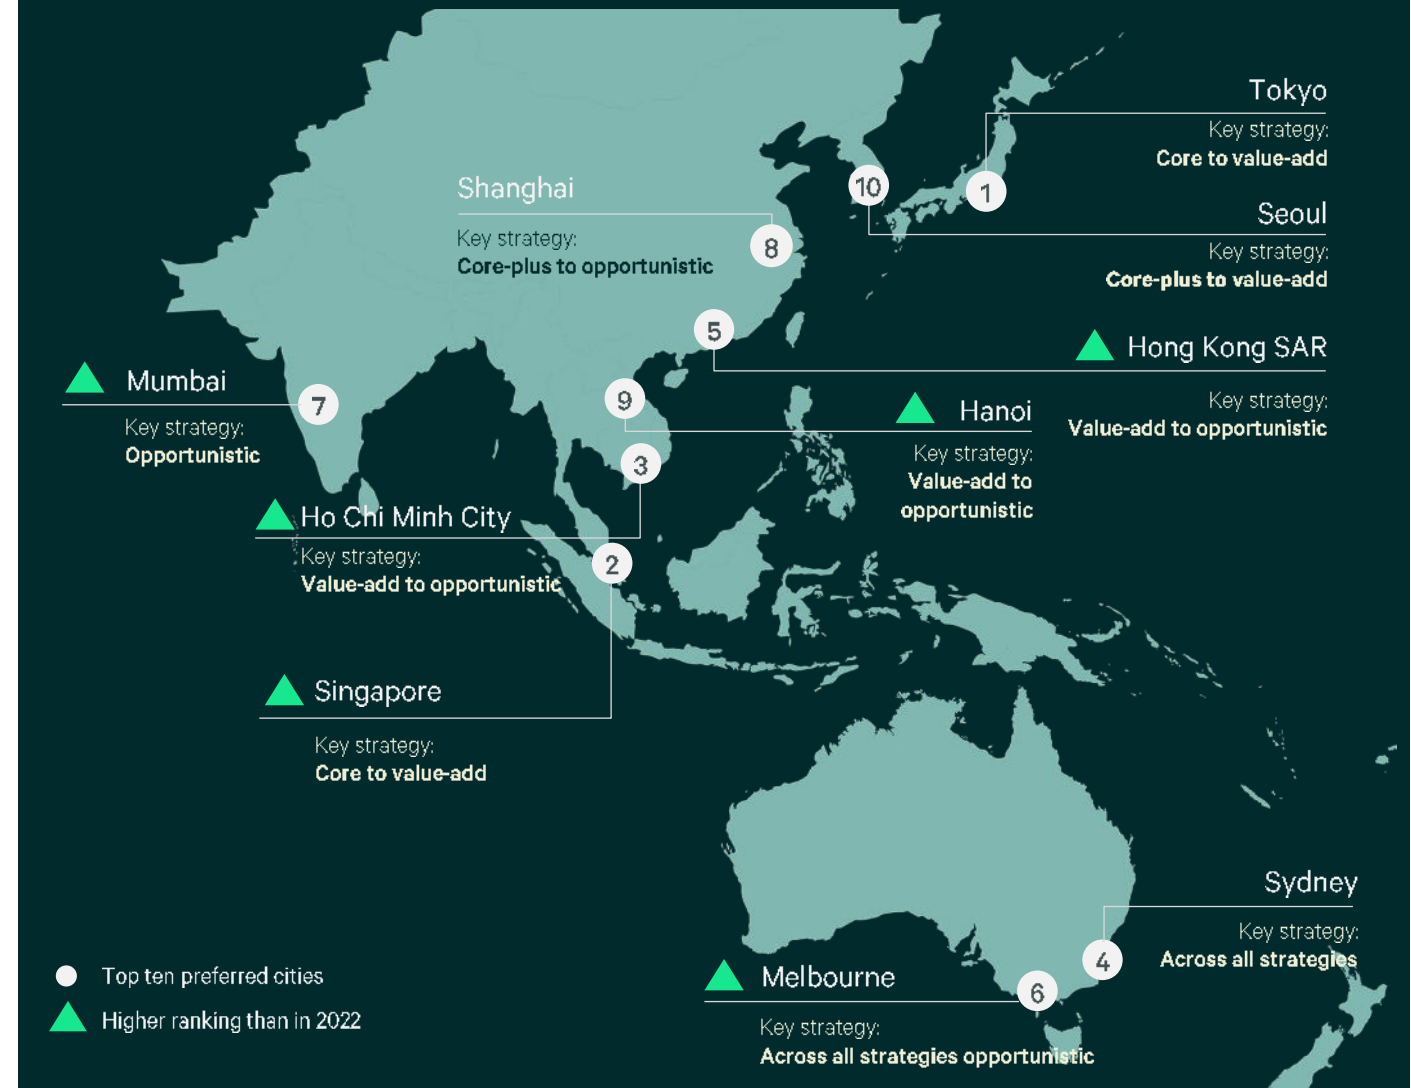 Tokyo
Key strategy:
Core to value-add
1
10
Seoul
Key strategy:
Core-plus to value-add
Shanghai
Key strategy:
Core-plus to opportunistic
8
5
Hong Kong SAR
Key strategy:
Value-add to opportunistic
Mumbai
Key strategy:
Opportunistic
7
9
Hanoi
Key strategy:
Value-add to
opportunistic
3
Ho Chi Minh City
Key strategy:
Value-add to opportunistic
2
Singapore
Key strategy:
Core to value-add
Sydney
Key strategy:
Across all strategies
4
Melbourne
Key strategy:
Across all strategies opportunistic
6
Top ten preferred cities
Higher ranking than in 2022